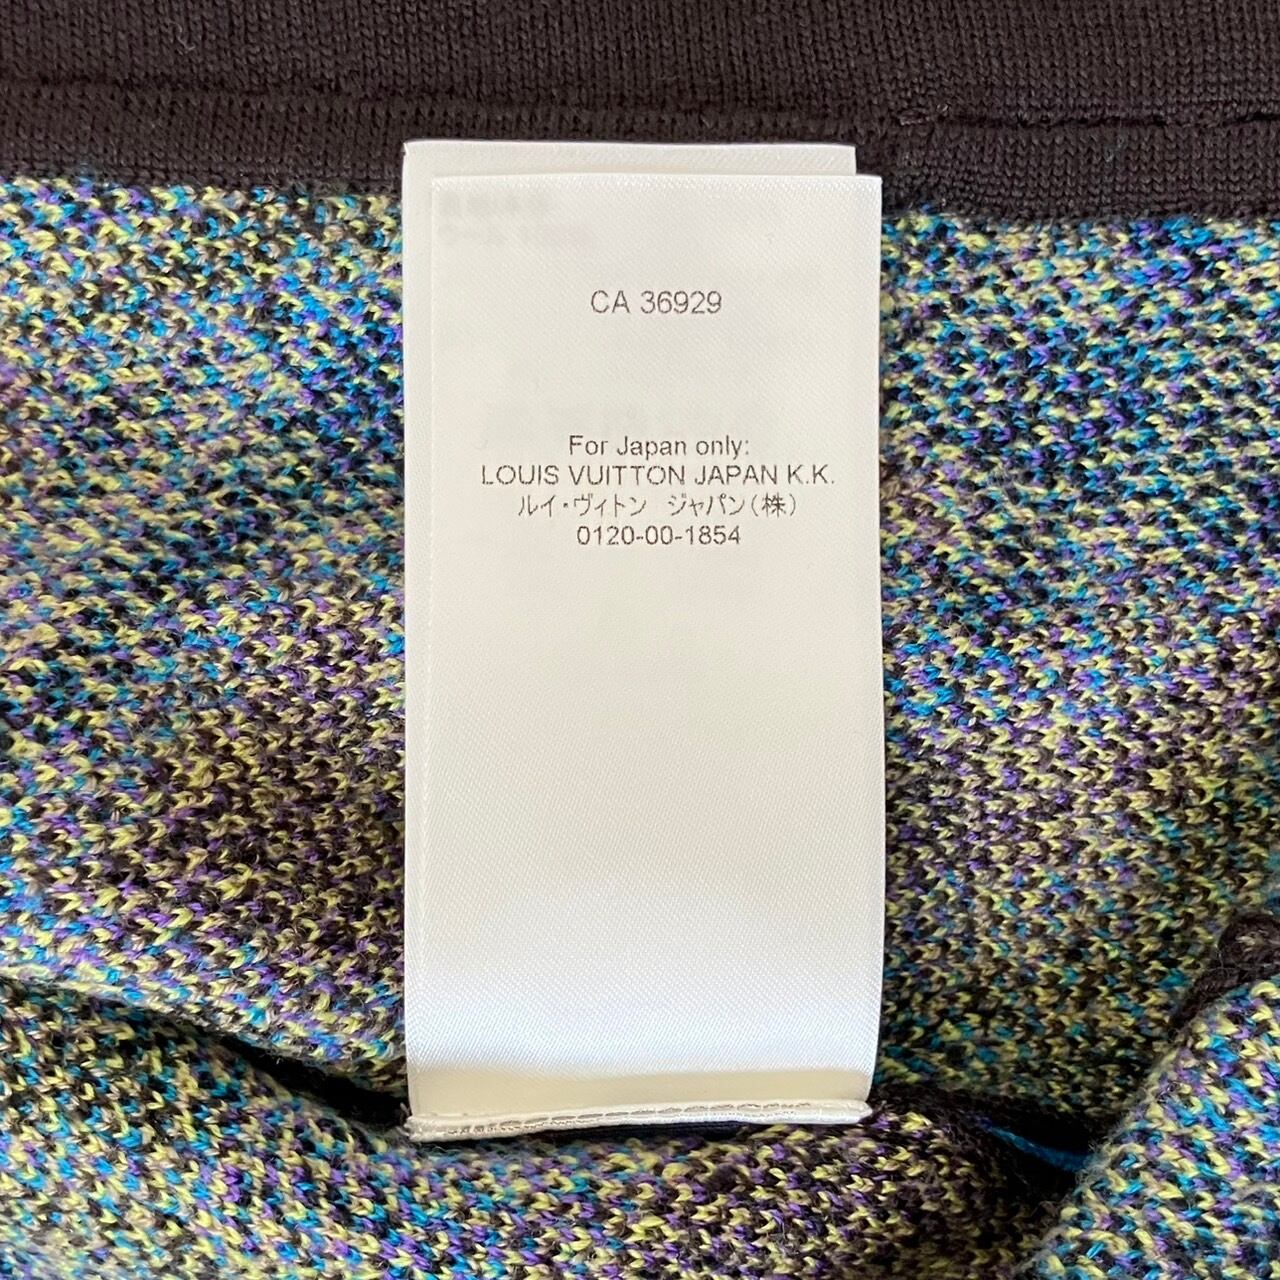 CA 36929
For Japan only:
LOUIS VUITTON JAPAN K.K.
ルイ・ヴィトン ジャパン(株)
0120-00-1854